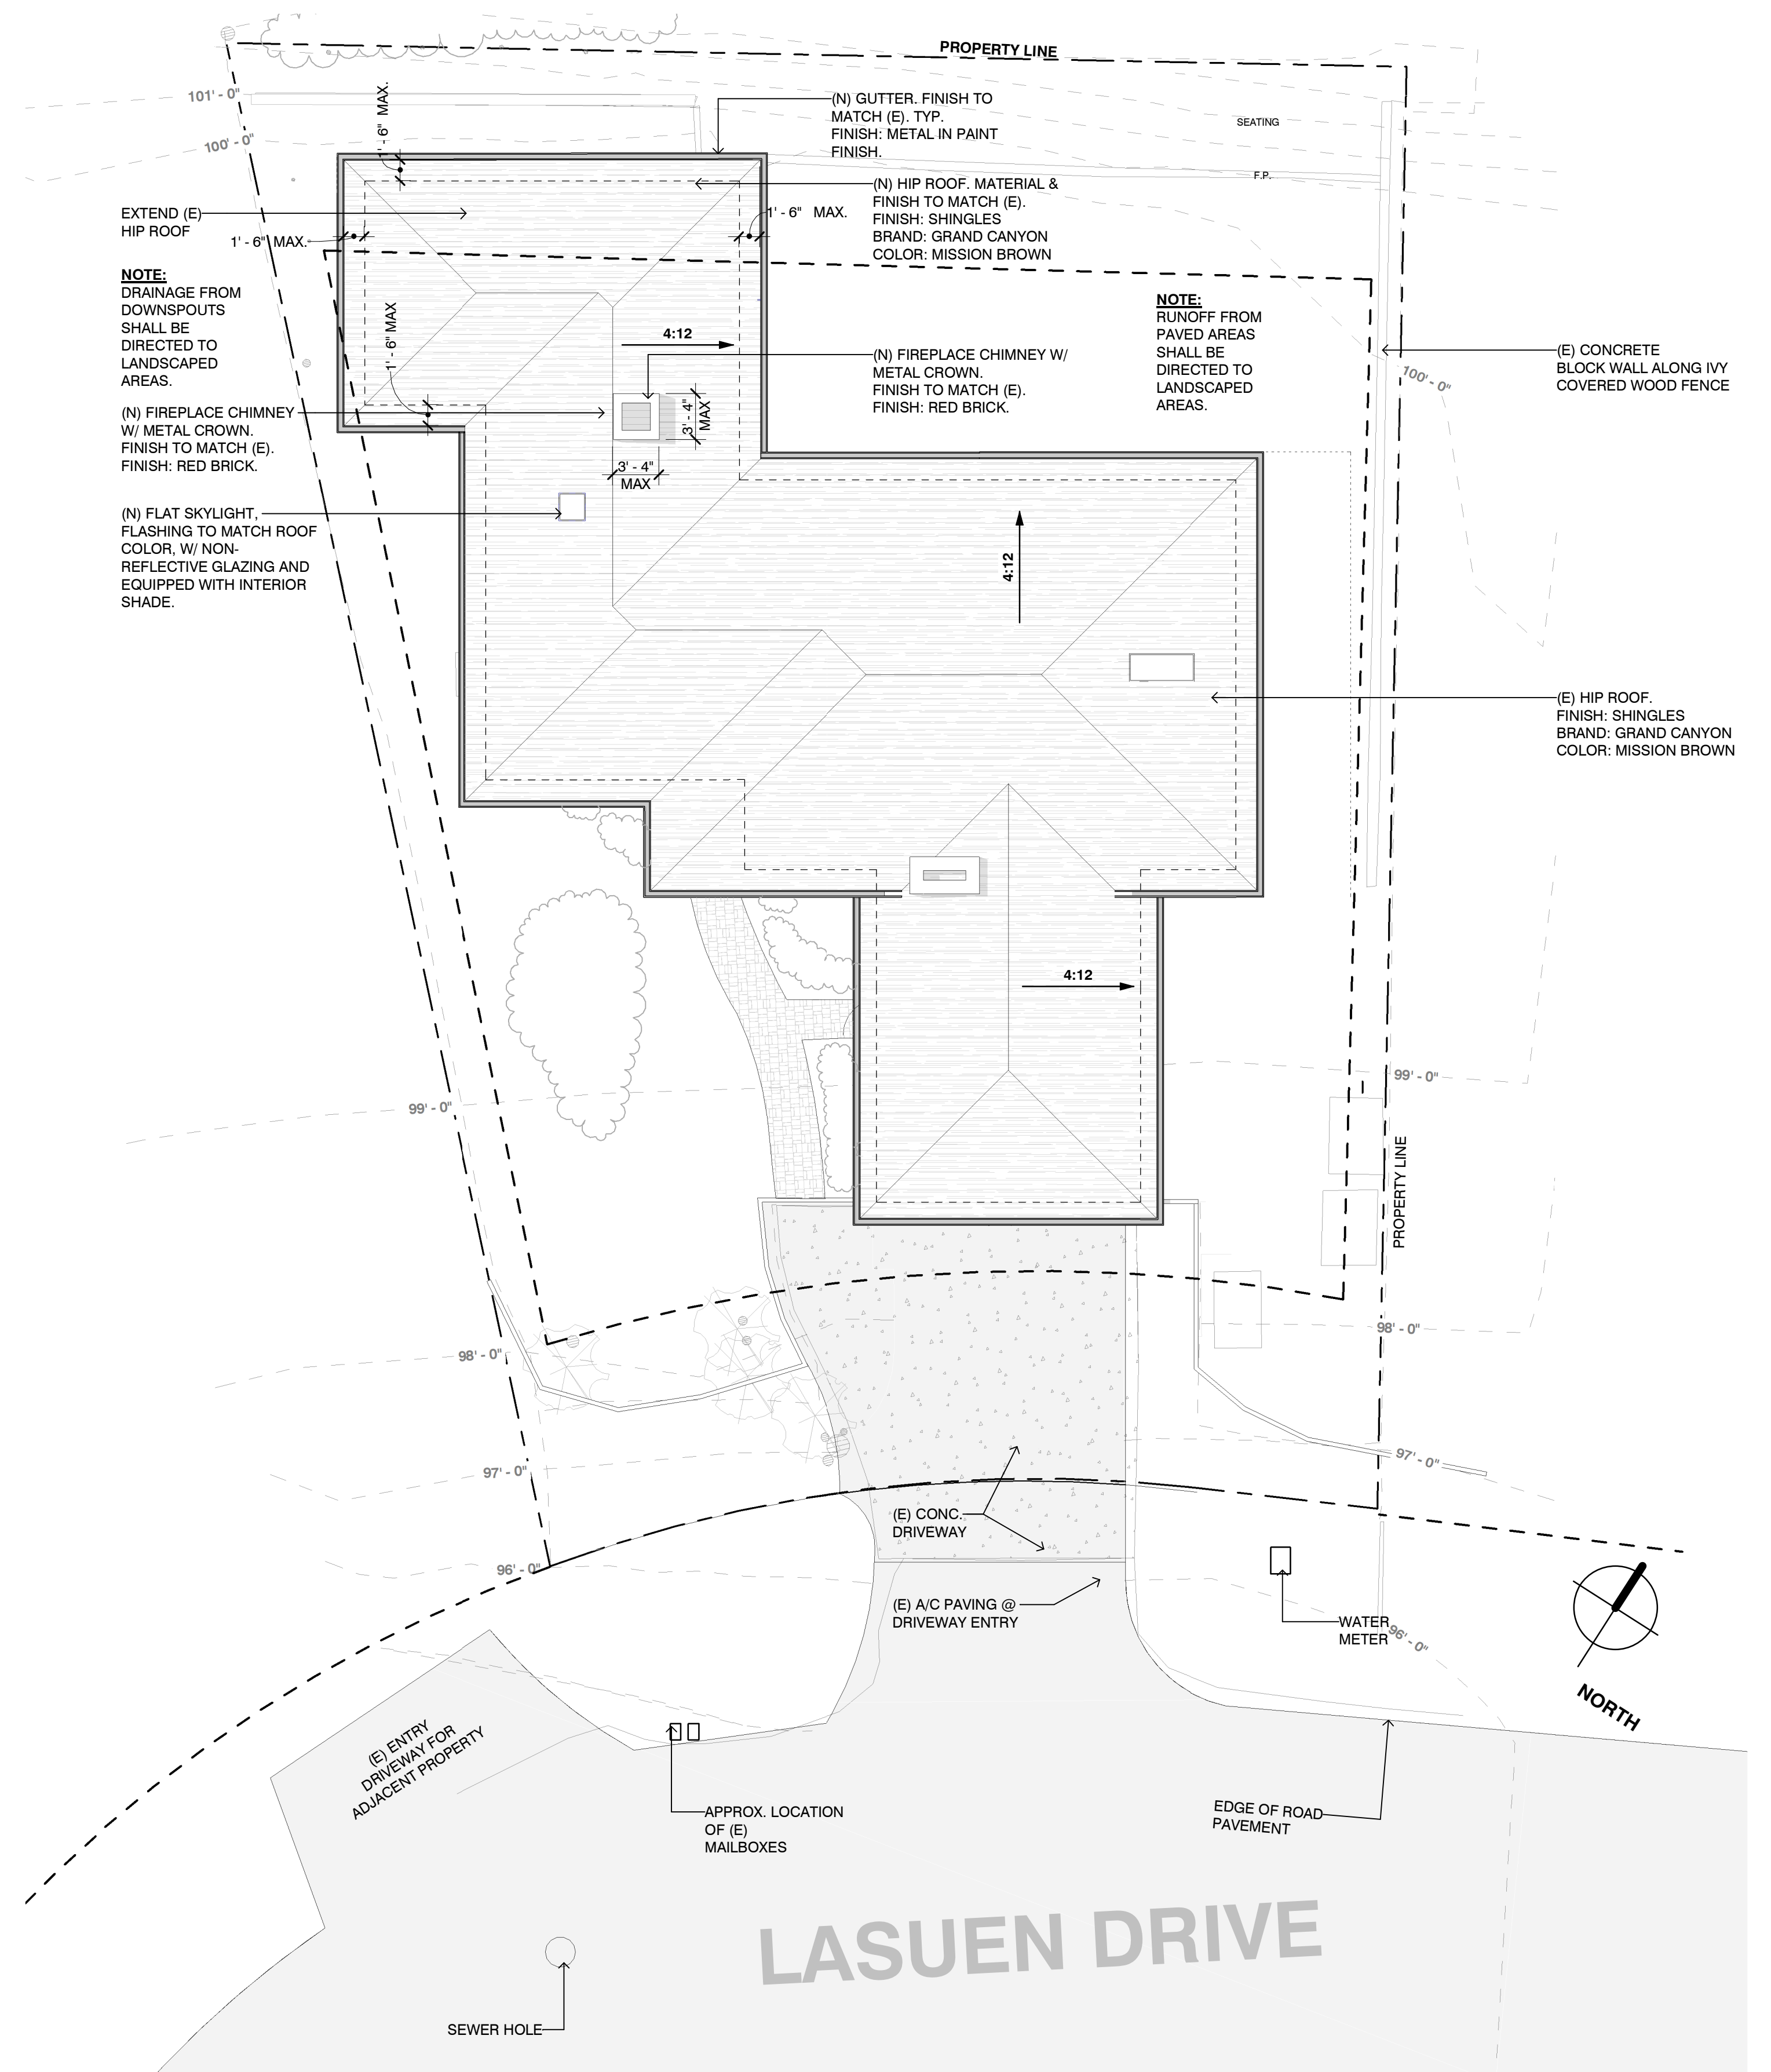 PROPERTY LINE
101' - 0"
1' - 6" MAX.
(N) GUTTER. FINISH TO
MATCH (E). TYP.
FINISH: METAL IN PAINT
FINISH.
SEATING
100' - 0"
F.P.
(N) HIP ROOF. MATERIAL &
FINISH TO MATCH (E).
FINISH: SHINGLES
BRAND: GRAND CANYON
COLOR: MISSION BROWN
EXTEND (E)
HIP ROOF
1' - 6" MAX.
1' - 6" MAX.
NOTE:
DRAINAGE FROM
DOWNSPOUTS
SHALL BE
DIRECTED TO
LANDSCAPED
AREAS.
1' - 6" MAX
4:12
NOTE:
RUNOFF FROM
PAVED AREAS
SHALL BE
DIRECTED TO
LANDSCAPED
AREAS.
(N) FIREPLACE CHIMNEY W/
METAL CROWN.
FINISH TO MATCH (E).
FINISH: RED BRICK.
(E) CONCRETE
BLOCK WALL ALONG IVY
COVERED WOOD FENCE
100' - 0"
(N) FIREPLACE CHIMNEY
W/ METAL CROWN.
FINISH TO MATCH (E).
FINISH: RED BRICK.
3' - 4"
MAX
3' - 4"
MAX
(N) FLAT SKYLIGHT,
FLASHING TO MATCH ROOF
COLOR, W/ NON-
REFLECTIVE GLAZING AND
EQUIPPED WITH INTERIOR
SHADE.
4:12
(E) HIP ROOF.
FINISH: SHINGLES
BRAND: GRAND CANYON
COLOR: MISSION BROWN
4:12
99' - 0"
99' - 0"
PROPERTY LINE
98' - 0"
98' - 0"
97' - 0"
97' - 0"
(E) CONC.
DRIVEWAY
96' - 0"
(E) A/C PAVING @
DRIVEWAY ENTRY
WATER
METER
96' - 0"
NORTH
(E) ENTRY
DRIVEWAY FOR
ADJACENT PROPERTY
APPROX. LOCATION
OF (E)
MAILBOXES
EDGE OF ROAD
PAVEMENT
LASUEN DRIVE
SEWER HOLE